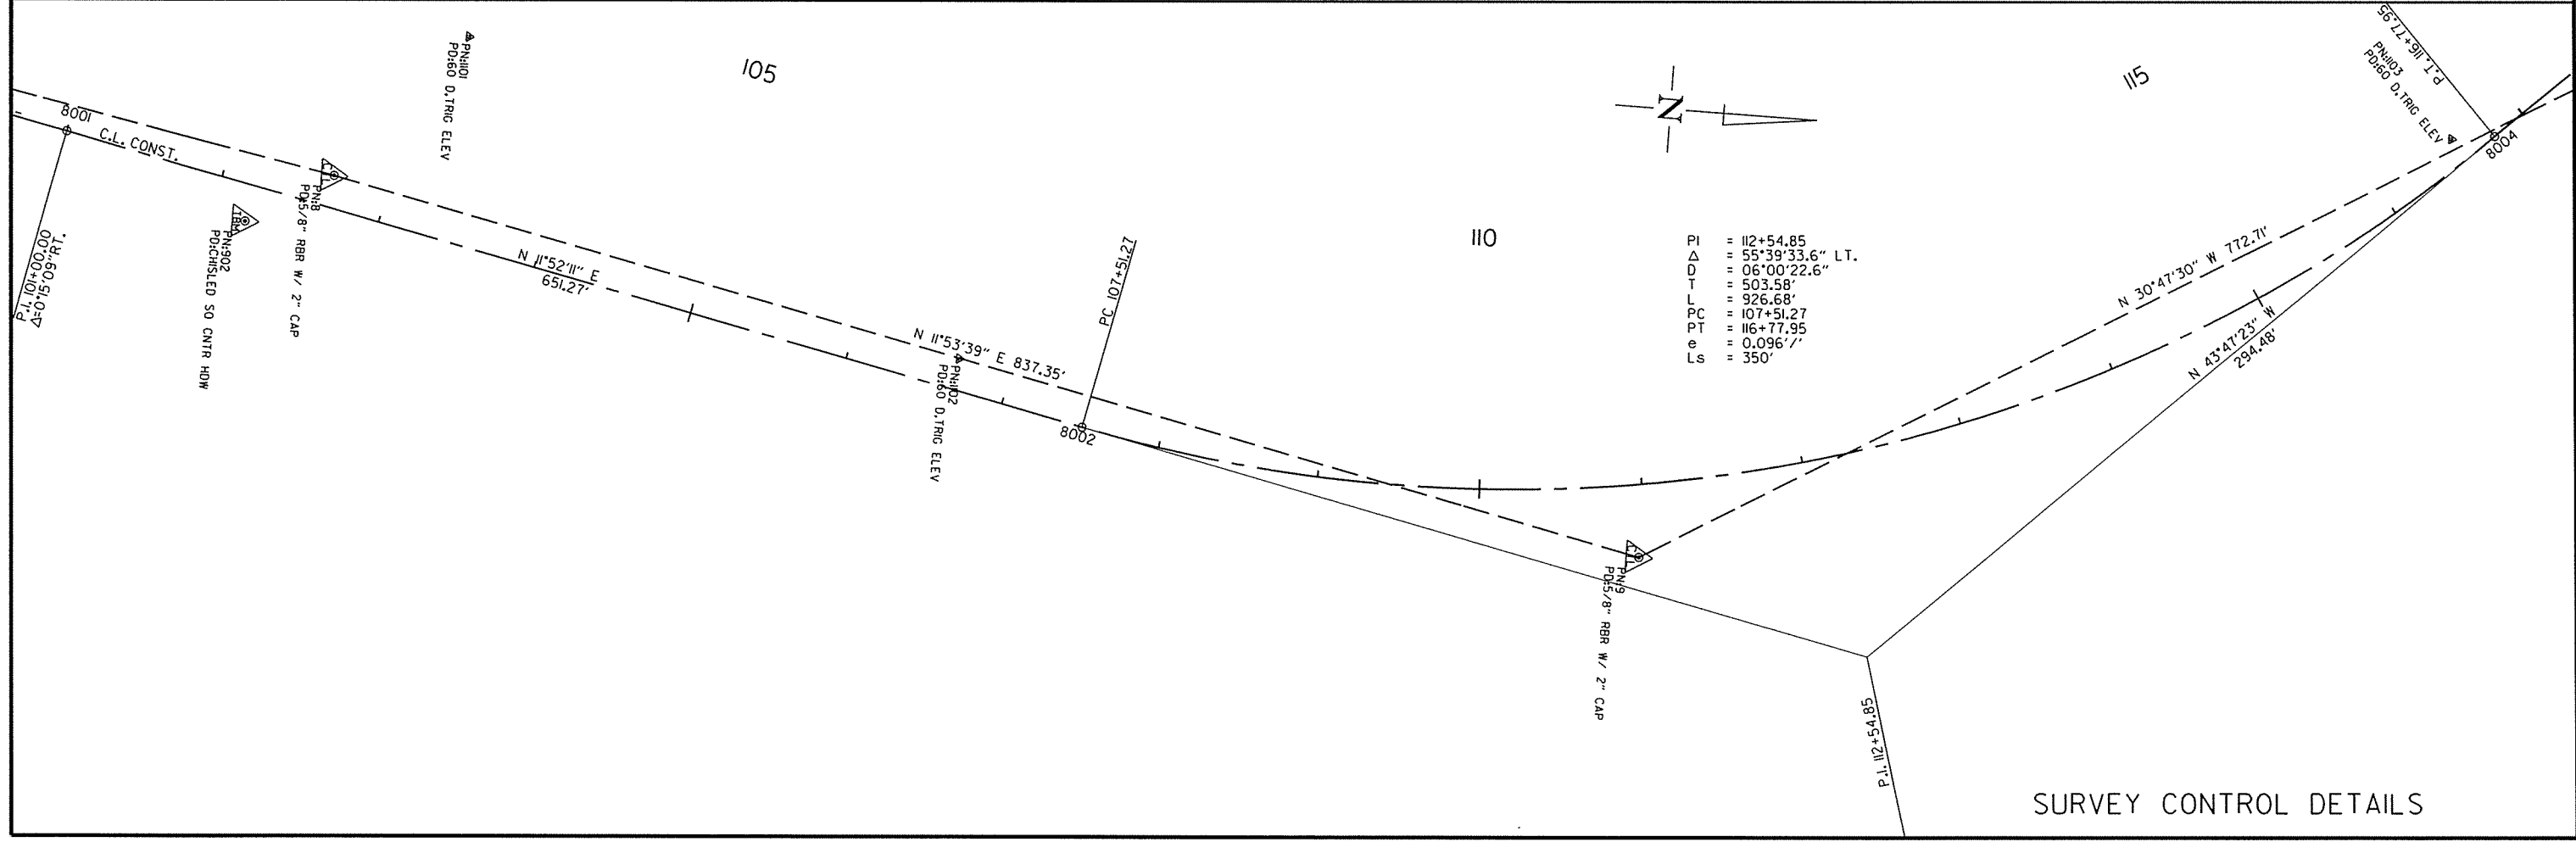 8001
C.L. CONST.
P.I. 101+00.00
Δ=0°15'09"RT.
PN:1101
PD:60 D.TRIG ELEV
PN:902
PD:CHISLED SQ CNTR HDW
TBM
PN:8
PD:5/8" RBR W/ 2" CAP
N 11°52'11" E
651.27'
105
N 11°53'39" E 837.35'
PN:1102
PD:60 D.TRIG ELEV
PC 107+51.27
8002
110
N
PI = 112+54.85
Δ = 55°39'33.6" LT.
D = 06°00'22.6"
T = 503.58'
L = 926.68'
PC = 107+51.27
PT = 116+77.95
e = 0.096'/'
Ls = 350'
PN:9
PD:5/8" RBR W/ 2" CAP
P.I. 112+54.85
N 30°47'30" W 772.71'
N 43°47'23" W
294.48'
115
P.T. 116+77.95
PN:1103
PD:60 D.TRIG ELEV
8004
SURVEY CONTROL DETAILS